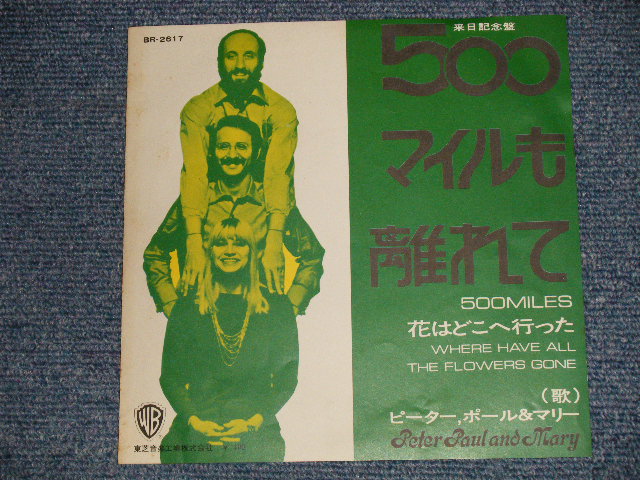 BR-2617
来日記念盤
500
マイルも
離れて
500MILES
花はどこへ行った
WHERE HAVE ALL
THE FLOWERS GONE
(歌)
ピーター,ポール&マリー
Peter Paul and Mary
WB
東芝音楽工業株式会社